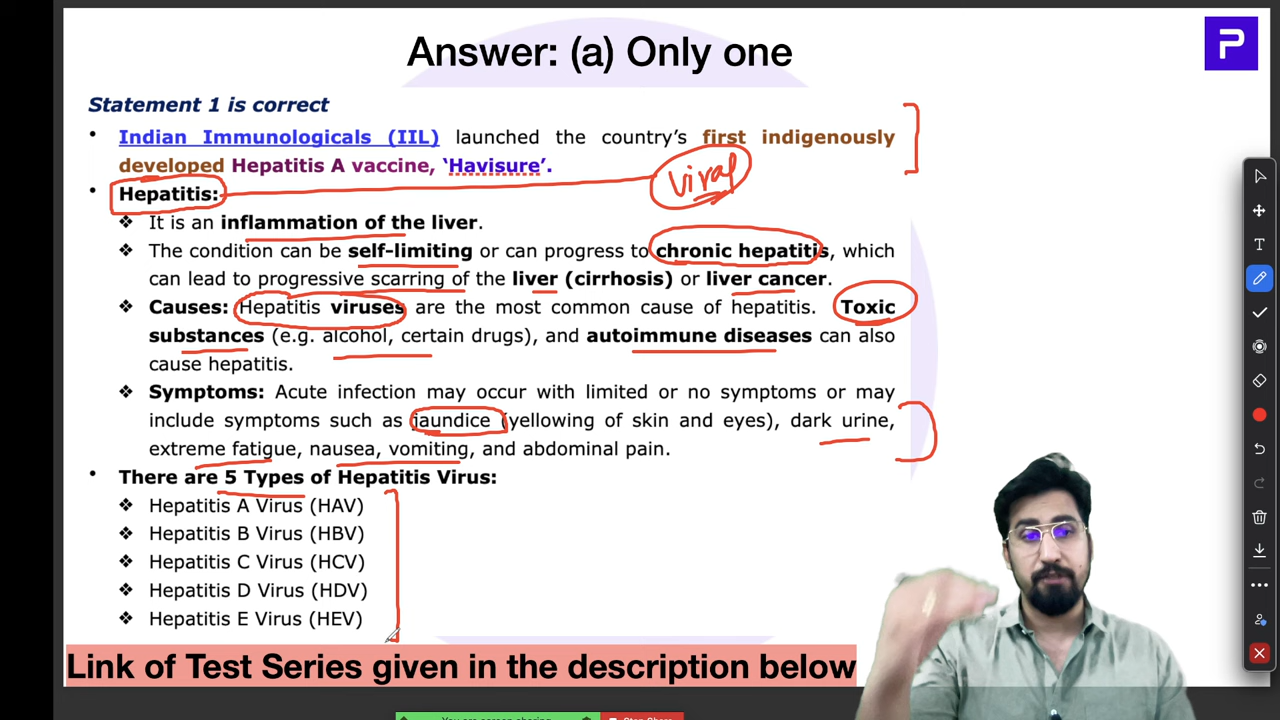 Answer: (a) Only one
P
Statement 1 is correct
• Indian Immunologicals (IIL) launched the country’s first indigenously
developed Hepatitis A vaccine, ‘Havisure’.
viral
• Hepatitis:
❖ It is an inflammation of the liver.
❖ The condition can be self-limiting or can progress to chronic hepatitis, which
can lead to progressive scarring of the liver (cirrhosis) or liver cancer.
❖ Causes: Hepatitis viruses are the most common cause of hepatitis. Toxic
substances (e.g. alcohol, certain drugs), and autoimmune diseases can also
cause hepatitis.
❖ Symptoms: Acute infection may occur with limited or no symptoms or may
include symptoms such as jaundice (yellowing of skin and eyes), dark urine,
extreme fatigue, nausea, vomiting, and abdominal pain.
• There are 5 Types of Hepatitis Virus:
❖ Hepatitis A Virus (HAV)
❖ Hepatitis B Virus (HBV)
❖ Hepatitis C Virus (HCV)
❖ Hepatitis D Virus (HDV)
❖ Hepatitis E Virus (HEV)
Link of Test Series given in the description below
T
You are screen sharing
Stop Share